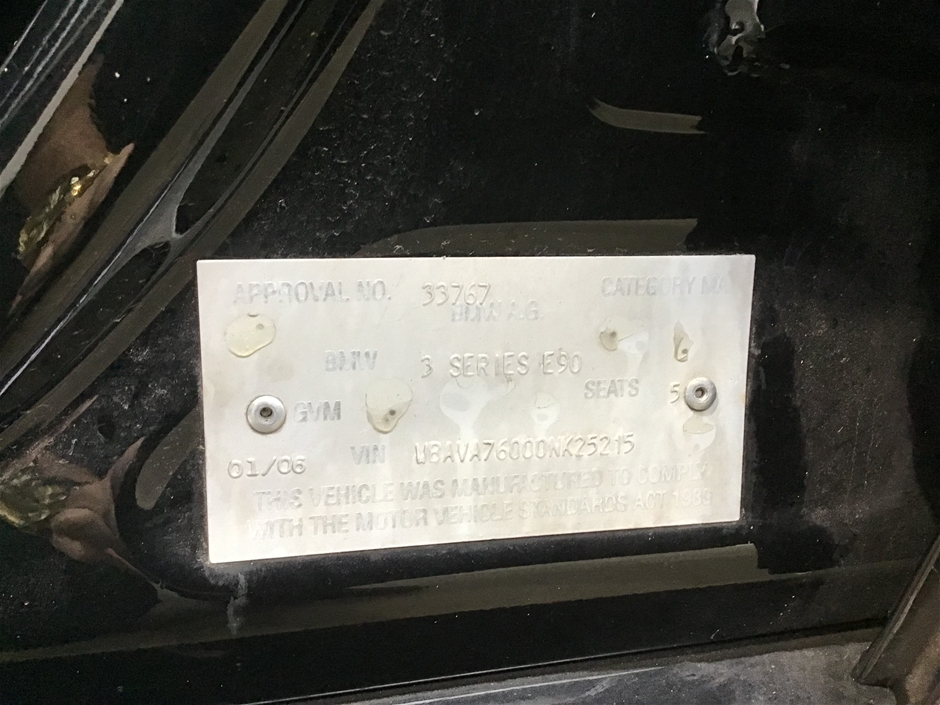 APPROVAL NO. 33767 CATEGORY MA
BMW A.G.
BMW 3 SERIES E90
SEATS 5
GVM
01/06 VIN WBAVA76000NK25215
THIS VEHICLE WAS MANUFACTURED TO COMPLY
WITH THE MOTOR VEHICLE STANDARDS ACT 1989